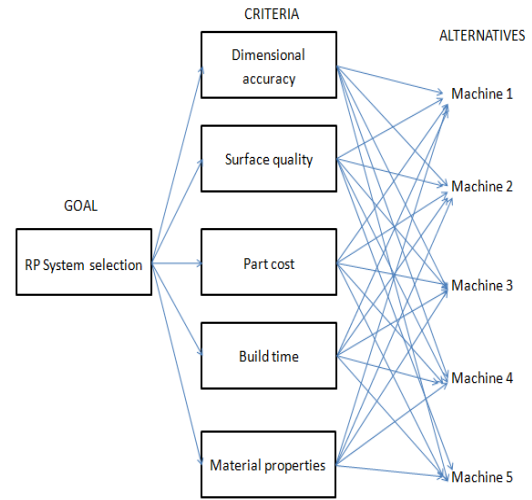 CRITERIA
ALTERNATIVES
GOAL
RP System selection
Dimensional
accuracy
Surface quality
Part cost
Build time
Material properties
Machine 1
Machine 2
Machine 3
Machine 4
Machine 5